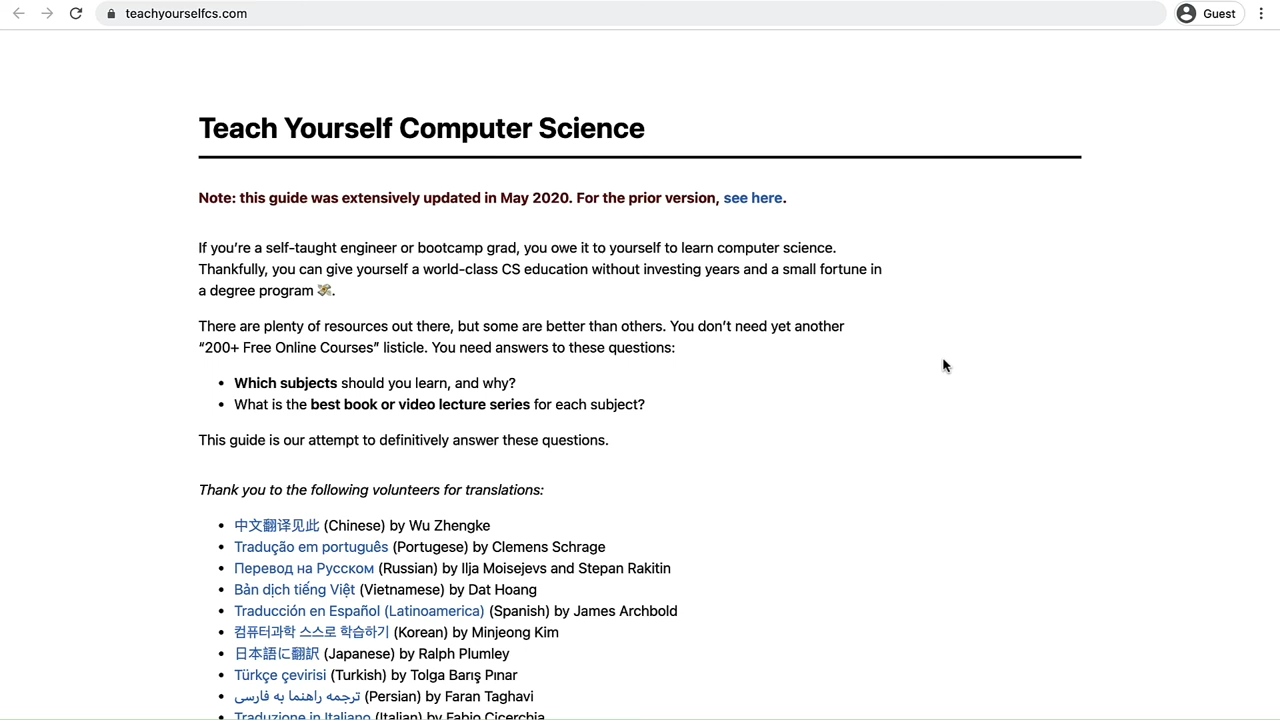 teachyourselfcs.com
Guest
Teach Yourself Computer Science
Note: this guide was extensively updated in May 2020. For the prior version, see here.
If you’re a self-taught engineer or bootcamp grad, you owe it to yourself to learn computer science.
Thankfully, you can give yourself a world-class CS education without investing years and a small fortune in
a degree program 💸.
There are plenty of resources out there, but some are better than others. You don’t need yet another
“200+ Free Online Courses” listicle. You need answers to these questions:
• Which subjects should you learn, and why?
• What is the best book or video lecture series for each subject?
This guide is our attempt to definitively answer these questions.
Thank you to the following volunteers for translations:
• 中文翻译见此 (Chinese) by Wu Zhengke
• Tradução em português (Portugese) by Clemens Schrage
• Перевод на Русском (Russian) by Ilja Moisejevs and Stepan Rakitin
• Bản dịch tiếng Việt (Vietnamese) by Dat Hoang
• Traducción en Español (Latinoamerica) (Spanish) by James Archbold
• 컴퓨터과학 스스로 학습하기 (Korean) by Minjeong Kim
• 日本語に翻訳 (Japanese) by Ralph Plumley
• Türkçe çevirisi (Turkish) by Tolga Barış Pınar
• ترجمه راهنما به فارسی (Persian) by Faran Taghavi
• Traduzione in Italiano (Italian) by Fabio Cicerchia